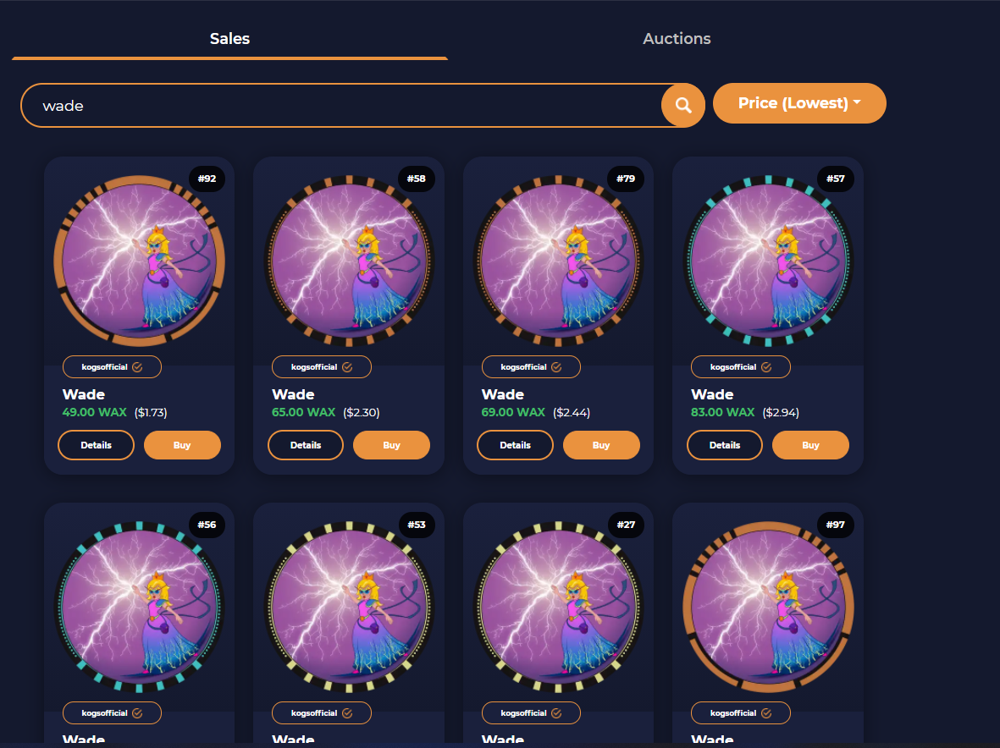 Sales
Auctions
wade
Price (Lowest)
#92
#58
#79
#57
kogsofficial
kogsofficial
kogsofficial
kogsofficial
Wade
Wade
Wade
Wade
49.00 WAX ($1.73)
65.00 WAX ($2.30)
69.00 WAX ($2.44)
83.00 WAX ($2.94)
Details
Buy
Details
Buy
Details
Buy
Details
Buy
#56
#53
#27
#97
kogsofficial
kogsofficial
kogsofficial
kogsofficial
Wade
Wade
Wade
Wade